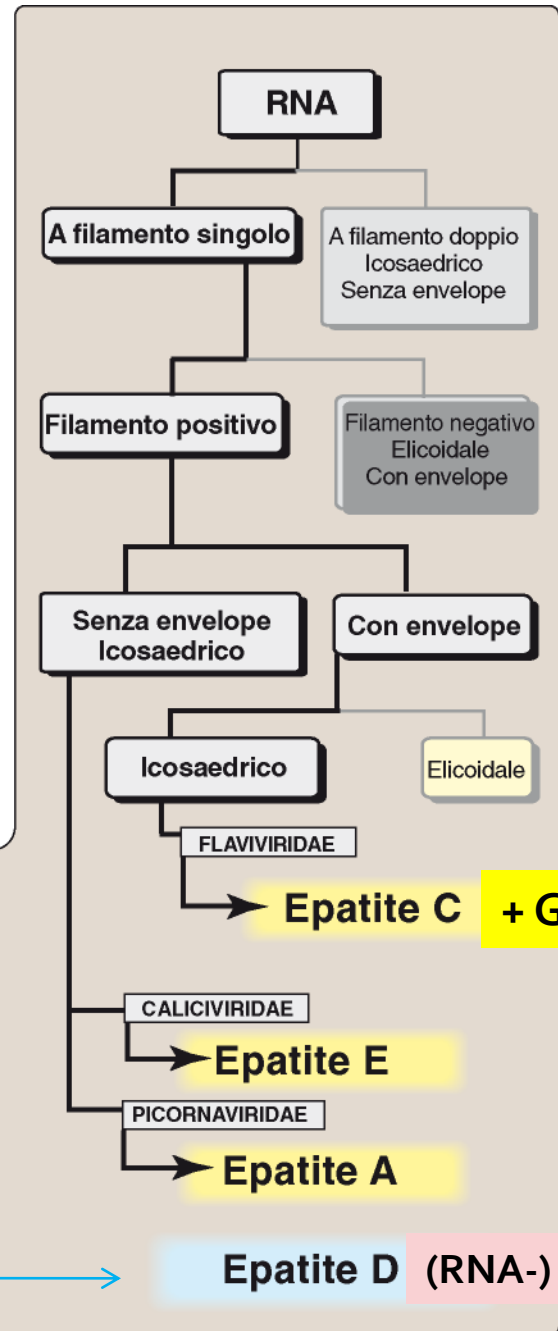 RNA
A filamento singolo
A filamento doppio
Icosaedrico
Senza envelope
Filamento positivo
Filamento negativo
Elicoidale
Con envelope
Senza envelope
Icosaedrico
Con envelope
Icosaedrico
Elicoidale
FLAVIVIRIDAE
Epatite C + G
CALICIVIRIDAE
Epatite E
PICORNAVIRIDAE
Epatite A
Epatite D (RNA-)